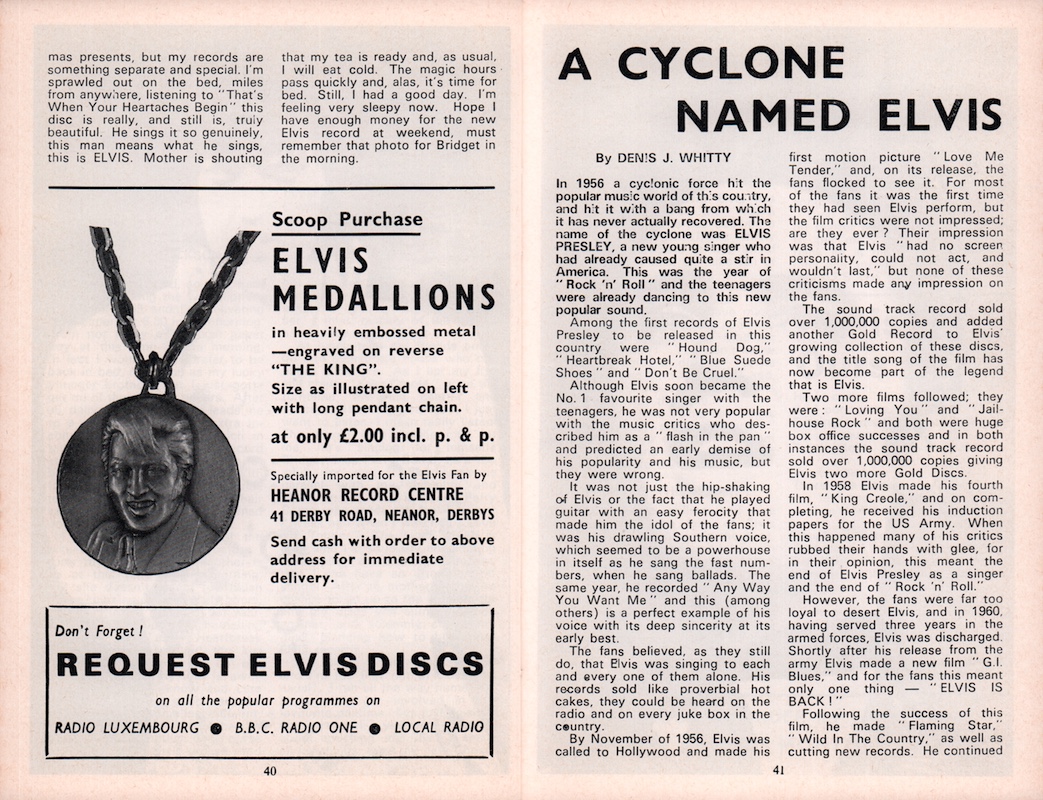 mas presents, but my records are
something separate and special. I'm
sprawled out on the bed, miles
from anywhere, listening to "That's
When Your Heartaches Begin" this
disc is really, and still is, truly
beautiful. He sings it so genuinely,
this man means what he sings,
this is ELVIS. Mother is shouting
that my tea is ready and, as usual,
I will eat cold. The magic hours
pass quickly and, alas, it's time for
bed. Still, I had a good day. I'm
feeling very sleepy now. Hope I
have enough money for the new
Elvis record at weekend, must
remember that photo for Bridget in
the morning.
Scoop Purchase
ELVIS
MEDALLIONS
in heavily embossed metal
—engraved on reverse
"THE KING".
Size as illustrated on left
with long pendant chain.
at only £2.00 incl. p. & p.
Specially imported for the Elvis Fan by
HEANOR RECORD CENTRE
41 DERBY ROAD, NEANOR, DERBYS
Send cash with order to above
address for immediate
delivery.
Don't Forget!
REQUEST ELVIS DISCS
on all the popular programmes on
RADIO LUXEMBOURG ● B.B.C. RADIO ONE ● LOCAL RADIO
40
A CYCLONE
NAMED ELVIS
By DENIS J. WHITTY
In 1956 a cyclonic force hit the
popular music world of this country,
and hit it with a bang from which
it has never actually recovered. The
name of the cyclone was ELVIS
PRESLEY, a new young singer who
had already caused quite a stir in
America. This was the year of
"Rock 'n' Roll" and the teenagers
were already dancing to this new
popular sound.
Among the first records of Elvis
Presley to be released in this
country were "Hound Dog,"
"Heartbreak Hotel," "Blue Suede
Shoes" and "Don't Be Cruel."
Although Elvis soon became the
No. 1 favourite singer with the
teenagers, he was not very popular
with the music critics who des-
cribed him as a "flash in the pan"
and predicted an early demise of
his popularity and his music, but
they were wrong.
It was not just the hip-shaking
of Elvis or the fact that he played
guitar with an easy ferocity that
made him the idol of the fans; it
was his drawling Southern voice,
which seemed to be a powerhouse
in itself as he sang the fast num-
bers, when he sang ballads. The
same year, he recorded "Any Way
You Want Me" and this (among
others) is a perfect example of his
voice with its deep sincerity at its
early best.
The fans believed, as they still
do, that Elvis was singing to each
and every one of them alone. His
records sold like proverbial hot
cakes, they could be heard on the
radio and on every juke box in the
country.
By November of 1956, Elvis was
called to Hollywood and made his
first motion picture "Love Me
Tender," and, on its release, the
fans flocked to see it. For most
of the fans it was the first time
they had seen Elvis perform, but
the film critics were not impressed;
are they ever? Their impression
was that Elvis "had no screen
personality, could not act, and
wouldn't last," but none of these
criticisms made any impression on
the fans.
The sound track record sold
over 1,000,000 copies and added
another Gold Record to Elvis'
growing collection of these discs,
and the title song of the film has
now become part of the legend
that is Elvis.
Two more films followed; they
were: "Loving You" and "Jail-
house Rock" and both were huge
box office successes and in both
instances the sound track record
sold over 1,000,000 copies giving
Elvis two more Gold Discs.
In 1958 Elvis made his fourth
film, "King Creole," and on com-
pleting, he received his induction
papers for the US Army. When
this happened many of his critics
rubbed their hands with glee, for
in their opinion, this meant the
end of Elvis Presley as a singer
and the end of "Rock 'n' Roll."
However, the fans were far too
loyal to desert Elvis, and in 1960,
having served three years in the
armed forces, Elvis was discharged.
Shortly after his release from the
army Elvis made a new film "G.I.
Blues," and for the fans this meant
only one thing — "ELVIS IS
BACK!"
Following the success of this
film, he made "Flaming Star,"
"Wild In The Country," as well as
cutting new records. He continued
41